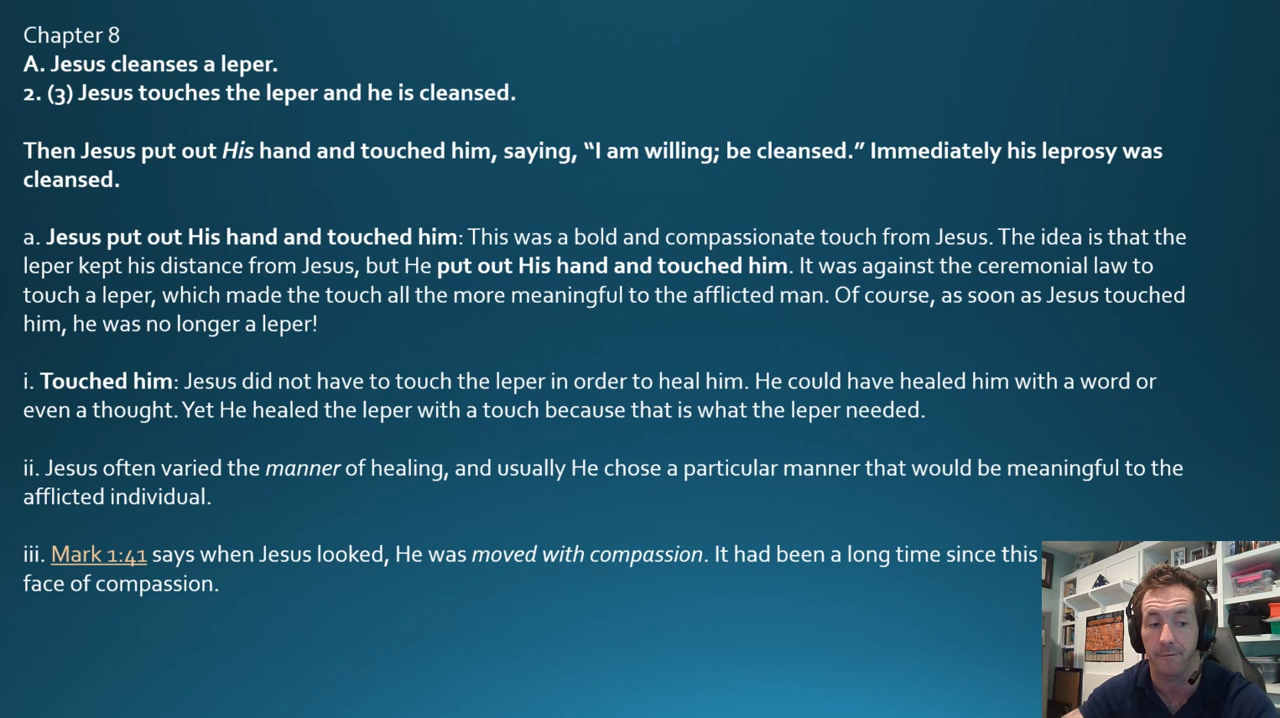 Chapter 8
A. Jesus cleanses a leper.
2. (3) Jesus touches the leper and he is cleansed.
Then Jesus put out His hand and touched him, saying, “I am willing; be cleansed.” Immediately his leprosy was
cleansed.
a. Jesus put out His hand and touched him: This was a bold and compassionate touch from Jesus. The idea is that the
leper kept his distance from Jesus, but He put out His hand and touched him. It was against the ceremonial law to
touch a leper, which made the touch all the more meaningful to the afflicted man. Of course, as soon as Jesus touched
him, he was no longer a leper!
i. Touched him: Jesus did not have to touch the leper in order to heal him. He could have healed him with a word or
even a thought. Yet He healed the leper with a touch because that is what the leper needed.
ii. Jesus often varied the manner of healing, and usually He chose a particular manner that would be meaningful to the
afflicted individual.
iii. Mark 1:41 says when Jesus looked, He was moved with compassion. It had been a long time since this
face of compassion.